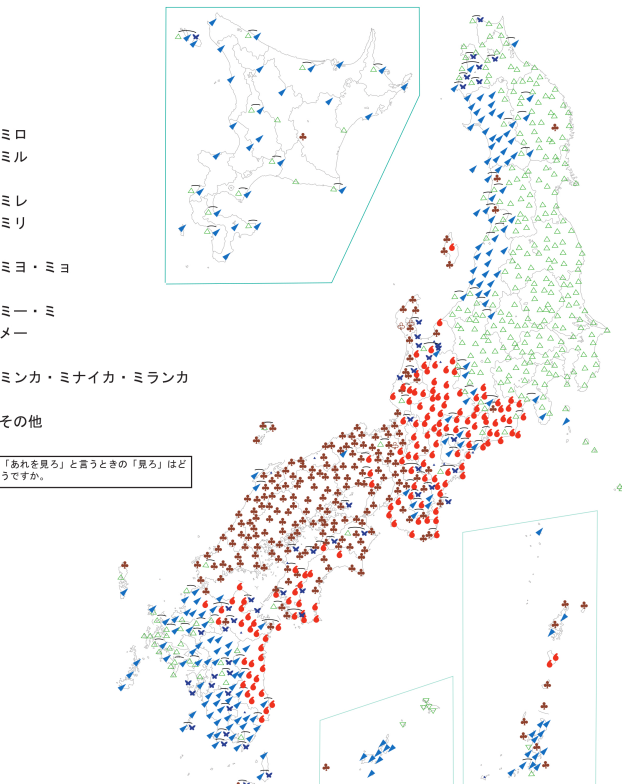 ミロ
ミル
ミレ
ミリ
ミヨ・ミョ
ミー・ミ
メー
ミンカ・ミナイカ・ミランカ
その他
「あれを見ろ」と言うときの「見ろ」はど
うですか。